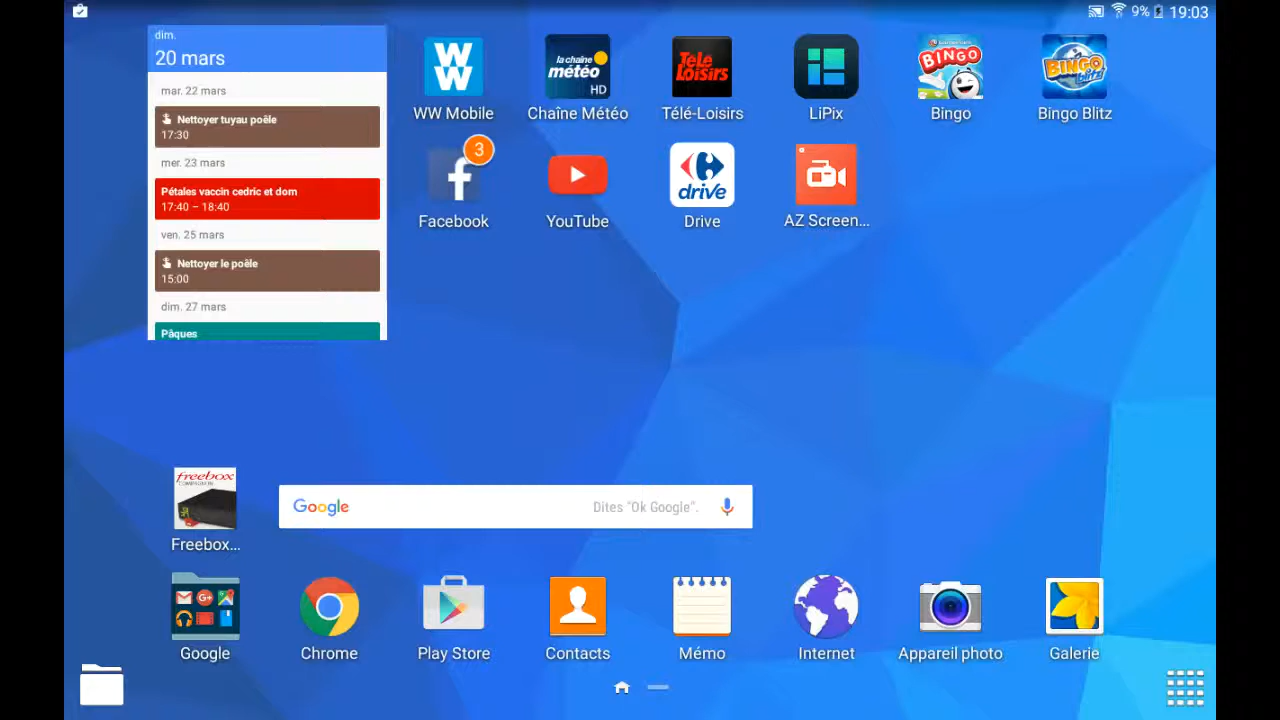 9% 19:03
dim.
20 mars
mar. 22 mars
Nettoyer tuyau poêle
17:30
mer. 23 mars
Pétales vaccin cedric et dom
17:40 – 18:40
ven. 25 mars
Nettoyer le poêle
15:00
dim. 27 mars
Pâques
WW
WW Mobile
la chaîne
météo
HD
Chaîne Météo
Télé
Loisirs
Télé-Loisirs
LiPix
BINGO
Bingo
BINGO
blitz
Bingo Blitz
3
Facebook
YouTube
drive
Drive
AZ Screen...
freebox
Freebox...
Google
Dites "Ok Google".
Google
Chrome
Play Store
Contacts
Mémo
Internet
Appareil photo
Galerie